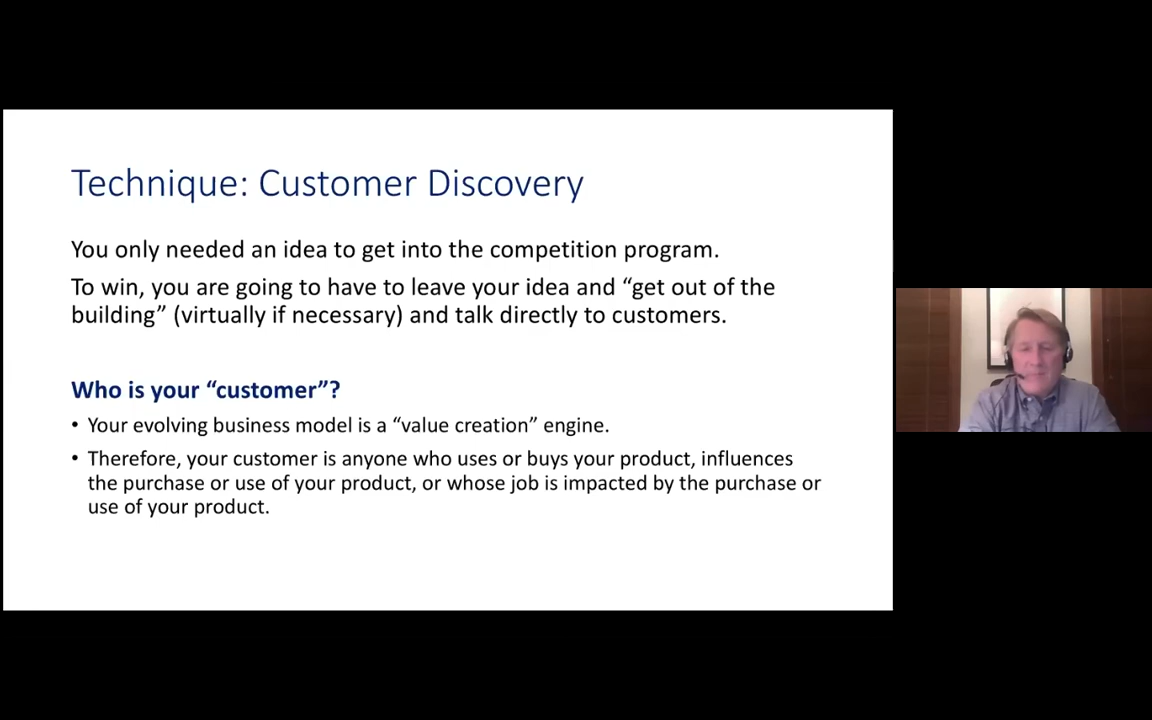 Technique: Customer Discovery
You only needed an idea to get into the competition program.
To win, you are going to have to leave your idea and “get out of the
building” (virtually if necessary) and talk directly to customers.
Who is your “customer”?
• Your evolving business model is a “value creation” engine.
• Therefore, your customer is anyone who uses or buys your product, influences
the purchase or use of your product, or whose job is impacted by the purchase or
use of your product.